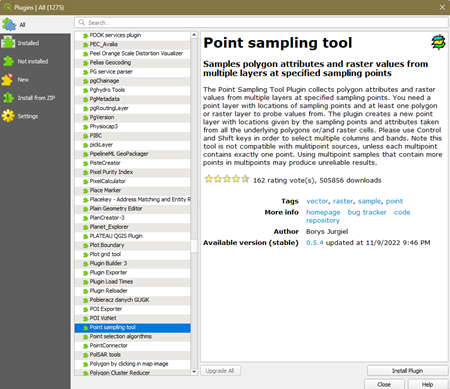 Plugins | All (1275)
All
Installed
Not installed
New
Install from ZIP
Settings
Search...
PDOK services plugin
PEC_Avalia
Peel Orange Scale Distortion Visualizer
Pelias Geocoding
PG service parser
pgChainage
Pghydro Tools
PgMetadata
pgRoutingLayer
PgVersion
Physiocap3
PIBC
pickLayer
PipelineML GeoPackager
PisteCreator
Pixel Purity Index
PixelCalculator
Place Marker
Placekey - Address Matching and Entity R
Plain Geometry Editor
PlanCreator-3
Planet_Explorer
PLATEAU QGIS Plugin
Plot Boundary
Plot grid tool
Plugin Builder 3
Plugin Exporter
Plugin Load Times
Plugin Reloader
Pobieracz danych GUGiK
POI Exporter
POI VizNet
Point sampling tool
Point selection algorithms
PointConnector
PolSAR tools
Polygon by clicking in map image
Polygon Cluster Reducer
Point sampling tool
Samples polygon attributes and raster values from
multiple layers at specified sampling points
The Point Sampling Tool Plugin collects polygon attributes and
raster values from multiple layers at specified sampling points. You need a
point layer with locations of sampling points and at least one polygon
or raster layer to probe values from. The plugin creates a new point
layer with locations given by the sampling points and attributes taken
from all the underlying polygons or/and raster cells. Please use Control
and Shift keys in order to select multiple columns and bands. Note this
tool is not compatible with mulitipoint sources, unless each multipoint
contains exactly one point. Using multipoint samples that contain more
points in multipoints may produce unreliable results.
162 rating vote(s), 505856 downloads
Tags vector, raster, sample, point
More info homepage bug tracker code
repository
Author Borys Jurgiel
Available version (stable) 0.5.4 updated at 11/9/2022 9:46 PM
Upgrade All
Install Plugin
Close
Help